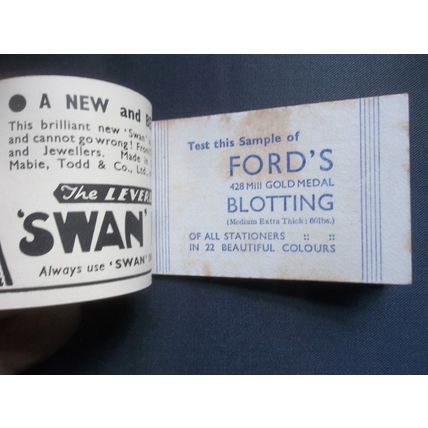 A NEW and
This brilliant new 'Swan'
and cannot go wrong!
and Jewellers. Made in
Mabie, Todd & Co., Ltd.,
The LEVER
'SWAN'
Always use 'SWAN'
Test this Sample of
FORD'S
428 Mill GOLD MEDAL
BLOTTING
(Medium Extra Thick: 60lbs.)
OF ALL STATIONERS :: ::
IN 22 BEAUTIFUL COLOURS